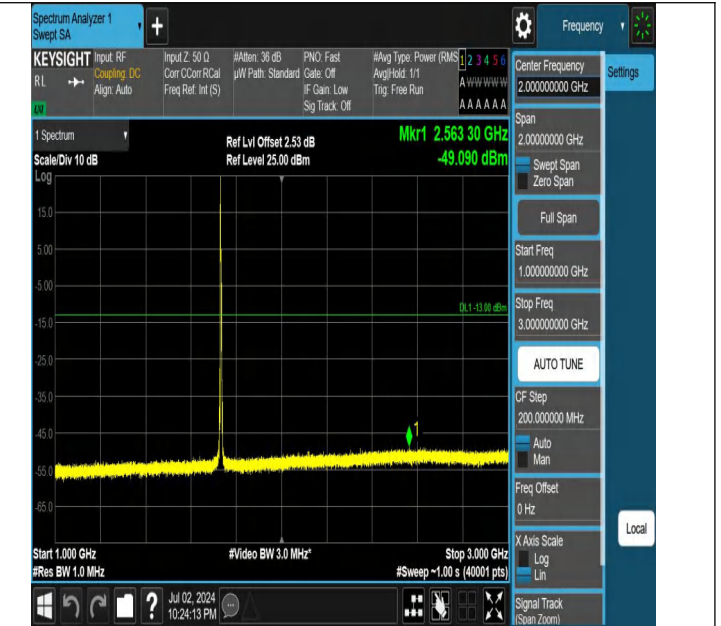 Spectrum Analyzer 1
Swept SA
+
Frequency
KEYSIGHT
RL
Input: RF
Coupling: DC
Align: Auto
Input Z: 50 Ω
Corr CCorr RCal
Freq Ref: Int (S)
#Atten: 36 dB
µW Path: Standard
PNO: Fast
Gate: Off
IF Gain: Low
Sig Track: Off
#Avg Type: Power (RMS
Avg|Hold: 1/1
Trig: Free Run
1 2 3 4 5 6
A W W W W W
A A A A A A
1 Spectrum
Scale/Div 10 dB
Ref Lvl Offset 2.53 dB
Ref Level 25.00 dBm
Mkr1 2.563 30 GHz
-49.090 dBm
Log
15.0
5.00
-5.00
-15.0
-25.0
-35.0
-45.0
-55.0
-65.0
DL1 -13.00 dBm
1
Start 1.000 GHz
#Res BW 1.0 MHz
#Video BW 3.0 MHz*
Stop 3.000 GHz
#Sweep ~1.00 s (40001 pts)
Center Frequency
2.000000000 GHz
Settings
Span
2.00000000 GHz
Swept Span
Zero Span
Full Span
Start Freq
1.000000000 GHz
Stop Freq
3.000000000 GHz
AUTO TUNE
CF Step
200.000000 MHz
Auto
Man
Freq Offset
0 Hz
X Axis Scale
Log
Lin
Local
Signal Track
(Span Zoom)
?
Jul 02, 2024
10:24:13 PM